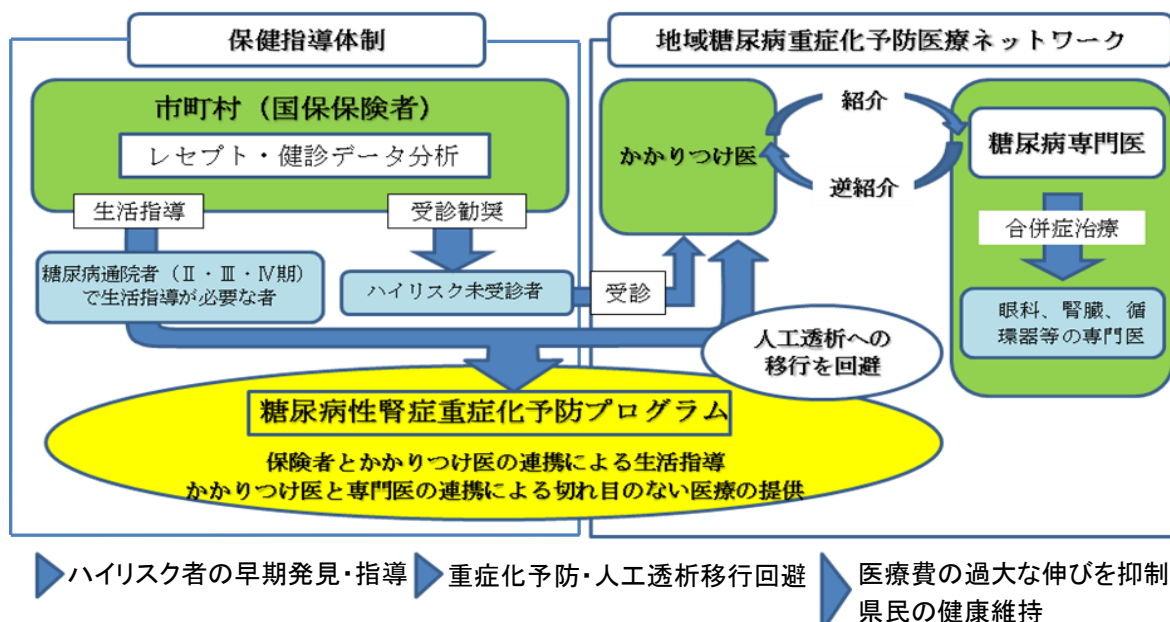 保健指導体制
市町村（国保保険者）
レセプト・健診データ分析
生活指導
受診勧奨
糖尿病通院者（Ⅱ・Ⅲ・Ⅳ期）
で生活指導が必要な者
ハイリスク未受診者
受診
地域糖尿病重症化予防医療ネットワーク
かかりつけ医
紹介
逆紹介
糖尿病専門医
合併症治療
眼科、腎臓、循
環器等の専門医
人工透析への
移行を回避
糖尿病性腎症重症化予防プログラム
保険者とかかりつけ医の連携による生活指導
かかりつけ医と専門医の連携による切れ目のない医療の提供
ハイリスク者の早期発見・指導
重症化予防・人工透析移行回避
医療費の過大な伸びを抑制
県民の健康維持